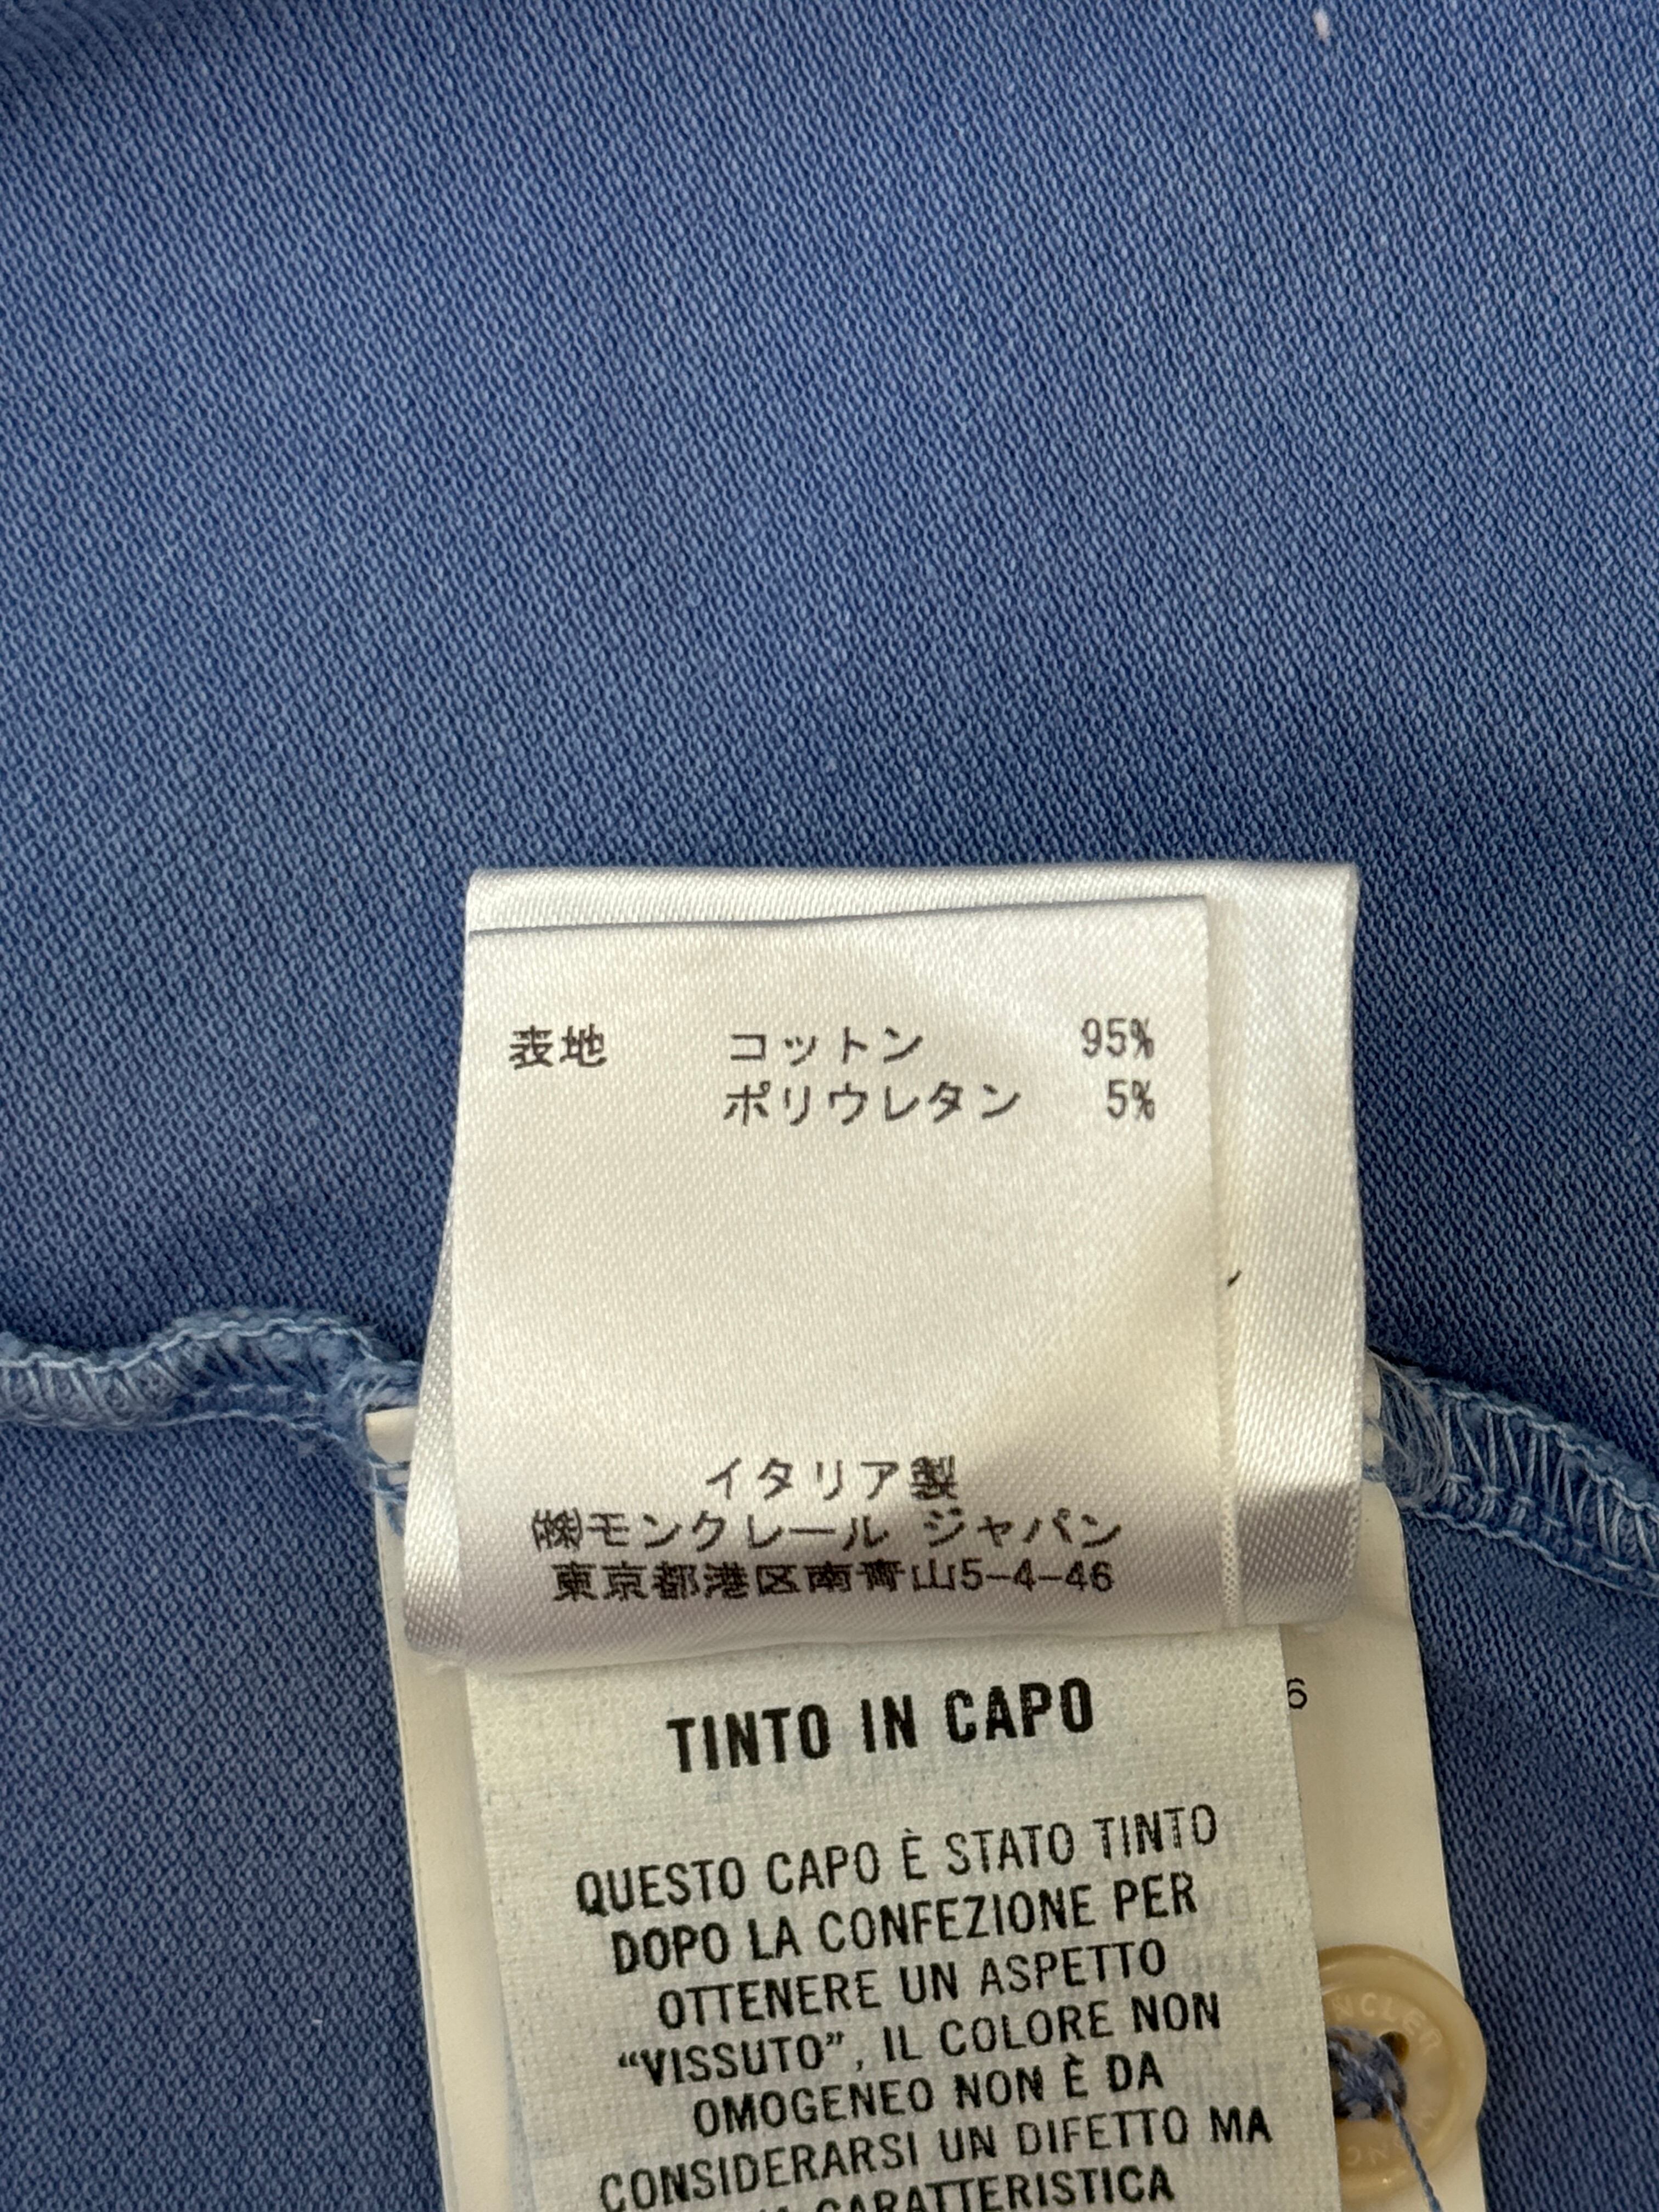 表地 コットン 95%
ポリウレタン 5%
イタリア製
㈱モンクレール ジャパン
東京都港区南青山5-4-46
6
TINTO IN CAPO
QUESTO CAPO È STATO TINTO
DOPO LA CONFEZIONE PER
OTTENERE UN ASPETTO
“VISSUTO”, IL COLORE NON
OMOGENEO NON È DA
CONSIDERARSI UN DIFETTO MA
CARATTERISTICA